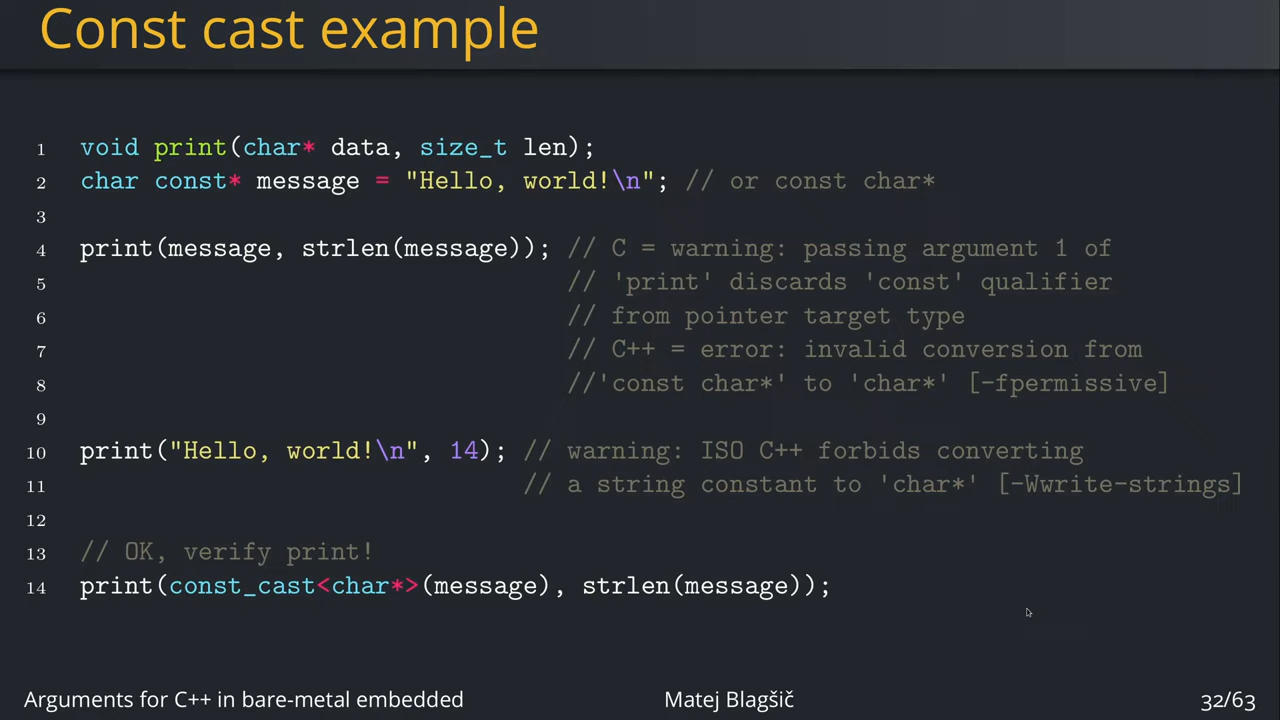 Const cast example
1 void print(char* data, size_t len);
2 char const* message = "Hello, world!\n"; // or const char*
3
4 print(message, strlen(message)); // C = warning: passing argument 1 of
5 // 'print' discards 'const' qualifier
6 // from pointer target type
7 // C++ = error: invalid conversion from
8 //'const char*' to 'char*' [-fpermissive]
9
10 print("Hello, world!\n", 14); // warning: ISO C++ forbids converting
11 // a string constant to 'char*' [-Wwrite-strings]
12
13 // OK, verify print!
14 print(const_cast<char*>(message), strlen(message));
Arguments for C++ in bare-metal embedded Matej Blagšič 32/63